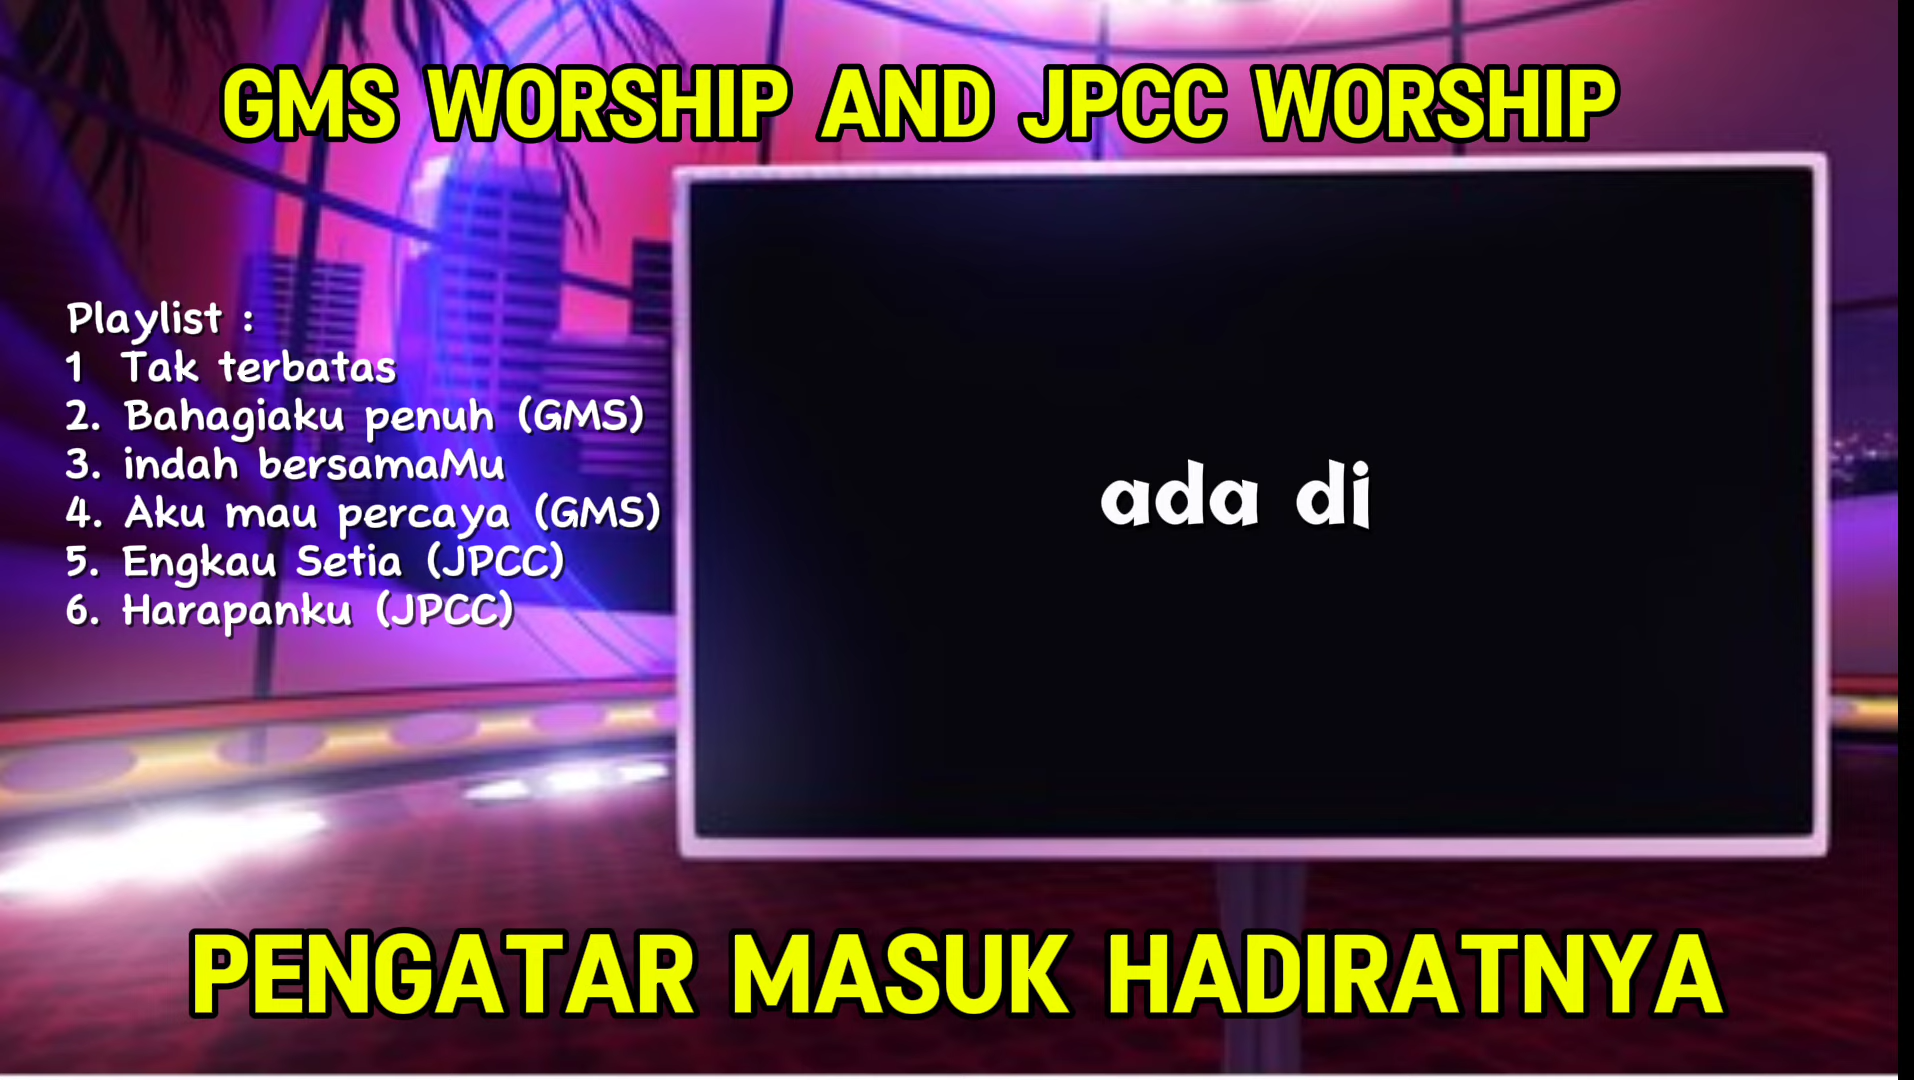 GMS WORSHIP AND JPCC WORSHIP
Playlist :
1 Tak terbatas
2. Bahagiaku penuh (GMS)
3. indah bersamaMu
4. Aku mau percaya (GMS)
5. Engkau Setia (JPCC)
6. Harapanku (JPCC)
ada di
PENGATAR MASUK HADIRATNYA